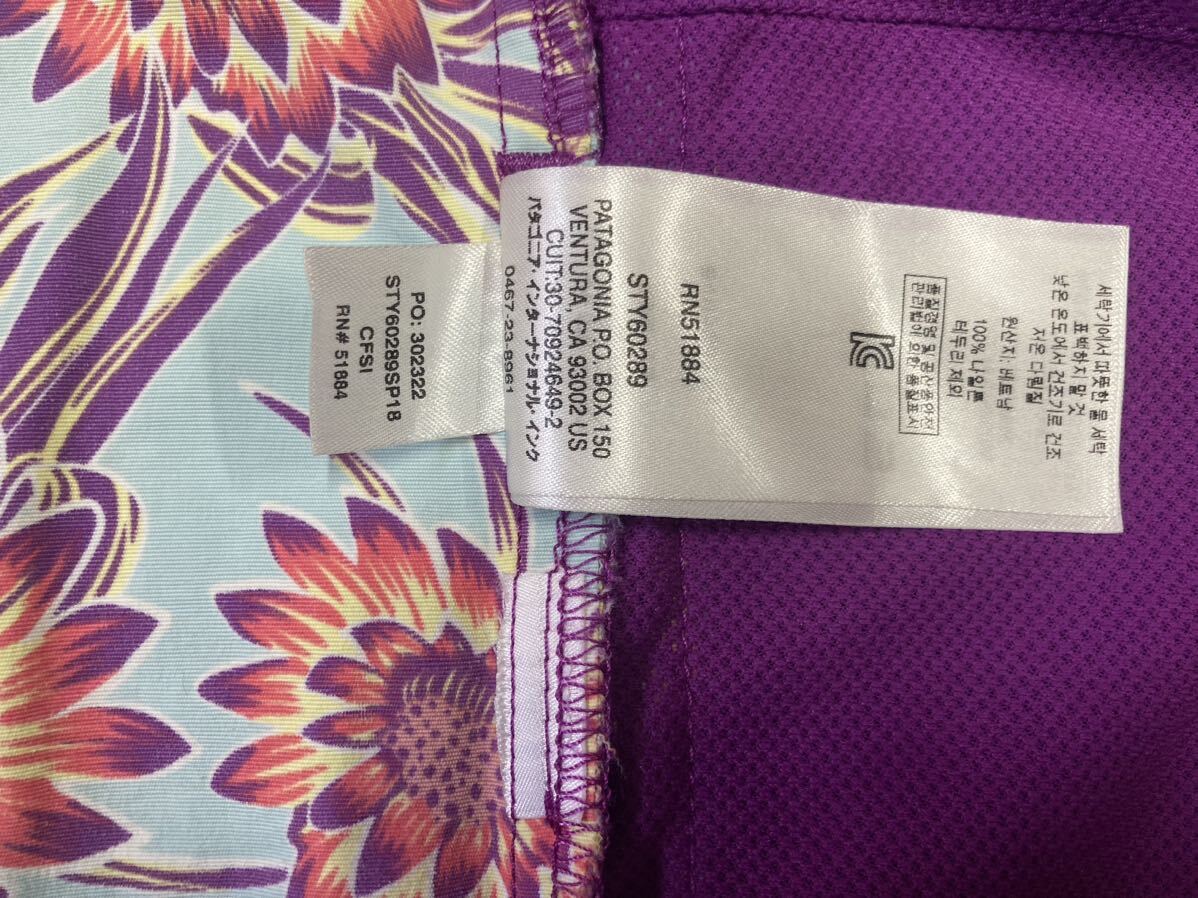 PATAGONIA P.O. BOX 150
VENTURA, CA 93002 US
CUIT:30-70924649-2
パタゴニア・インターナショナル・インク
0467-23-8961
STY60289
RN51884
품질경영 및 공산품안전
관리법에 의한 품질표시
테두리 제외
100% 나일론
원산지: 베트남
세탁기에서 따뜻한 물 세탁
표백하지 말 것
낮은 온도에서 건조기로 건조
저온 다림질
PO: 302322
STY60289SP18
CFSI
RN# 51884